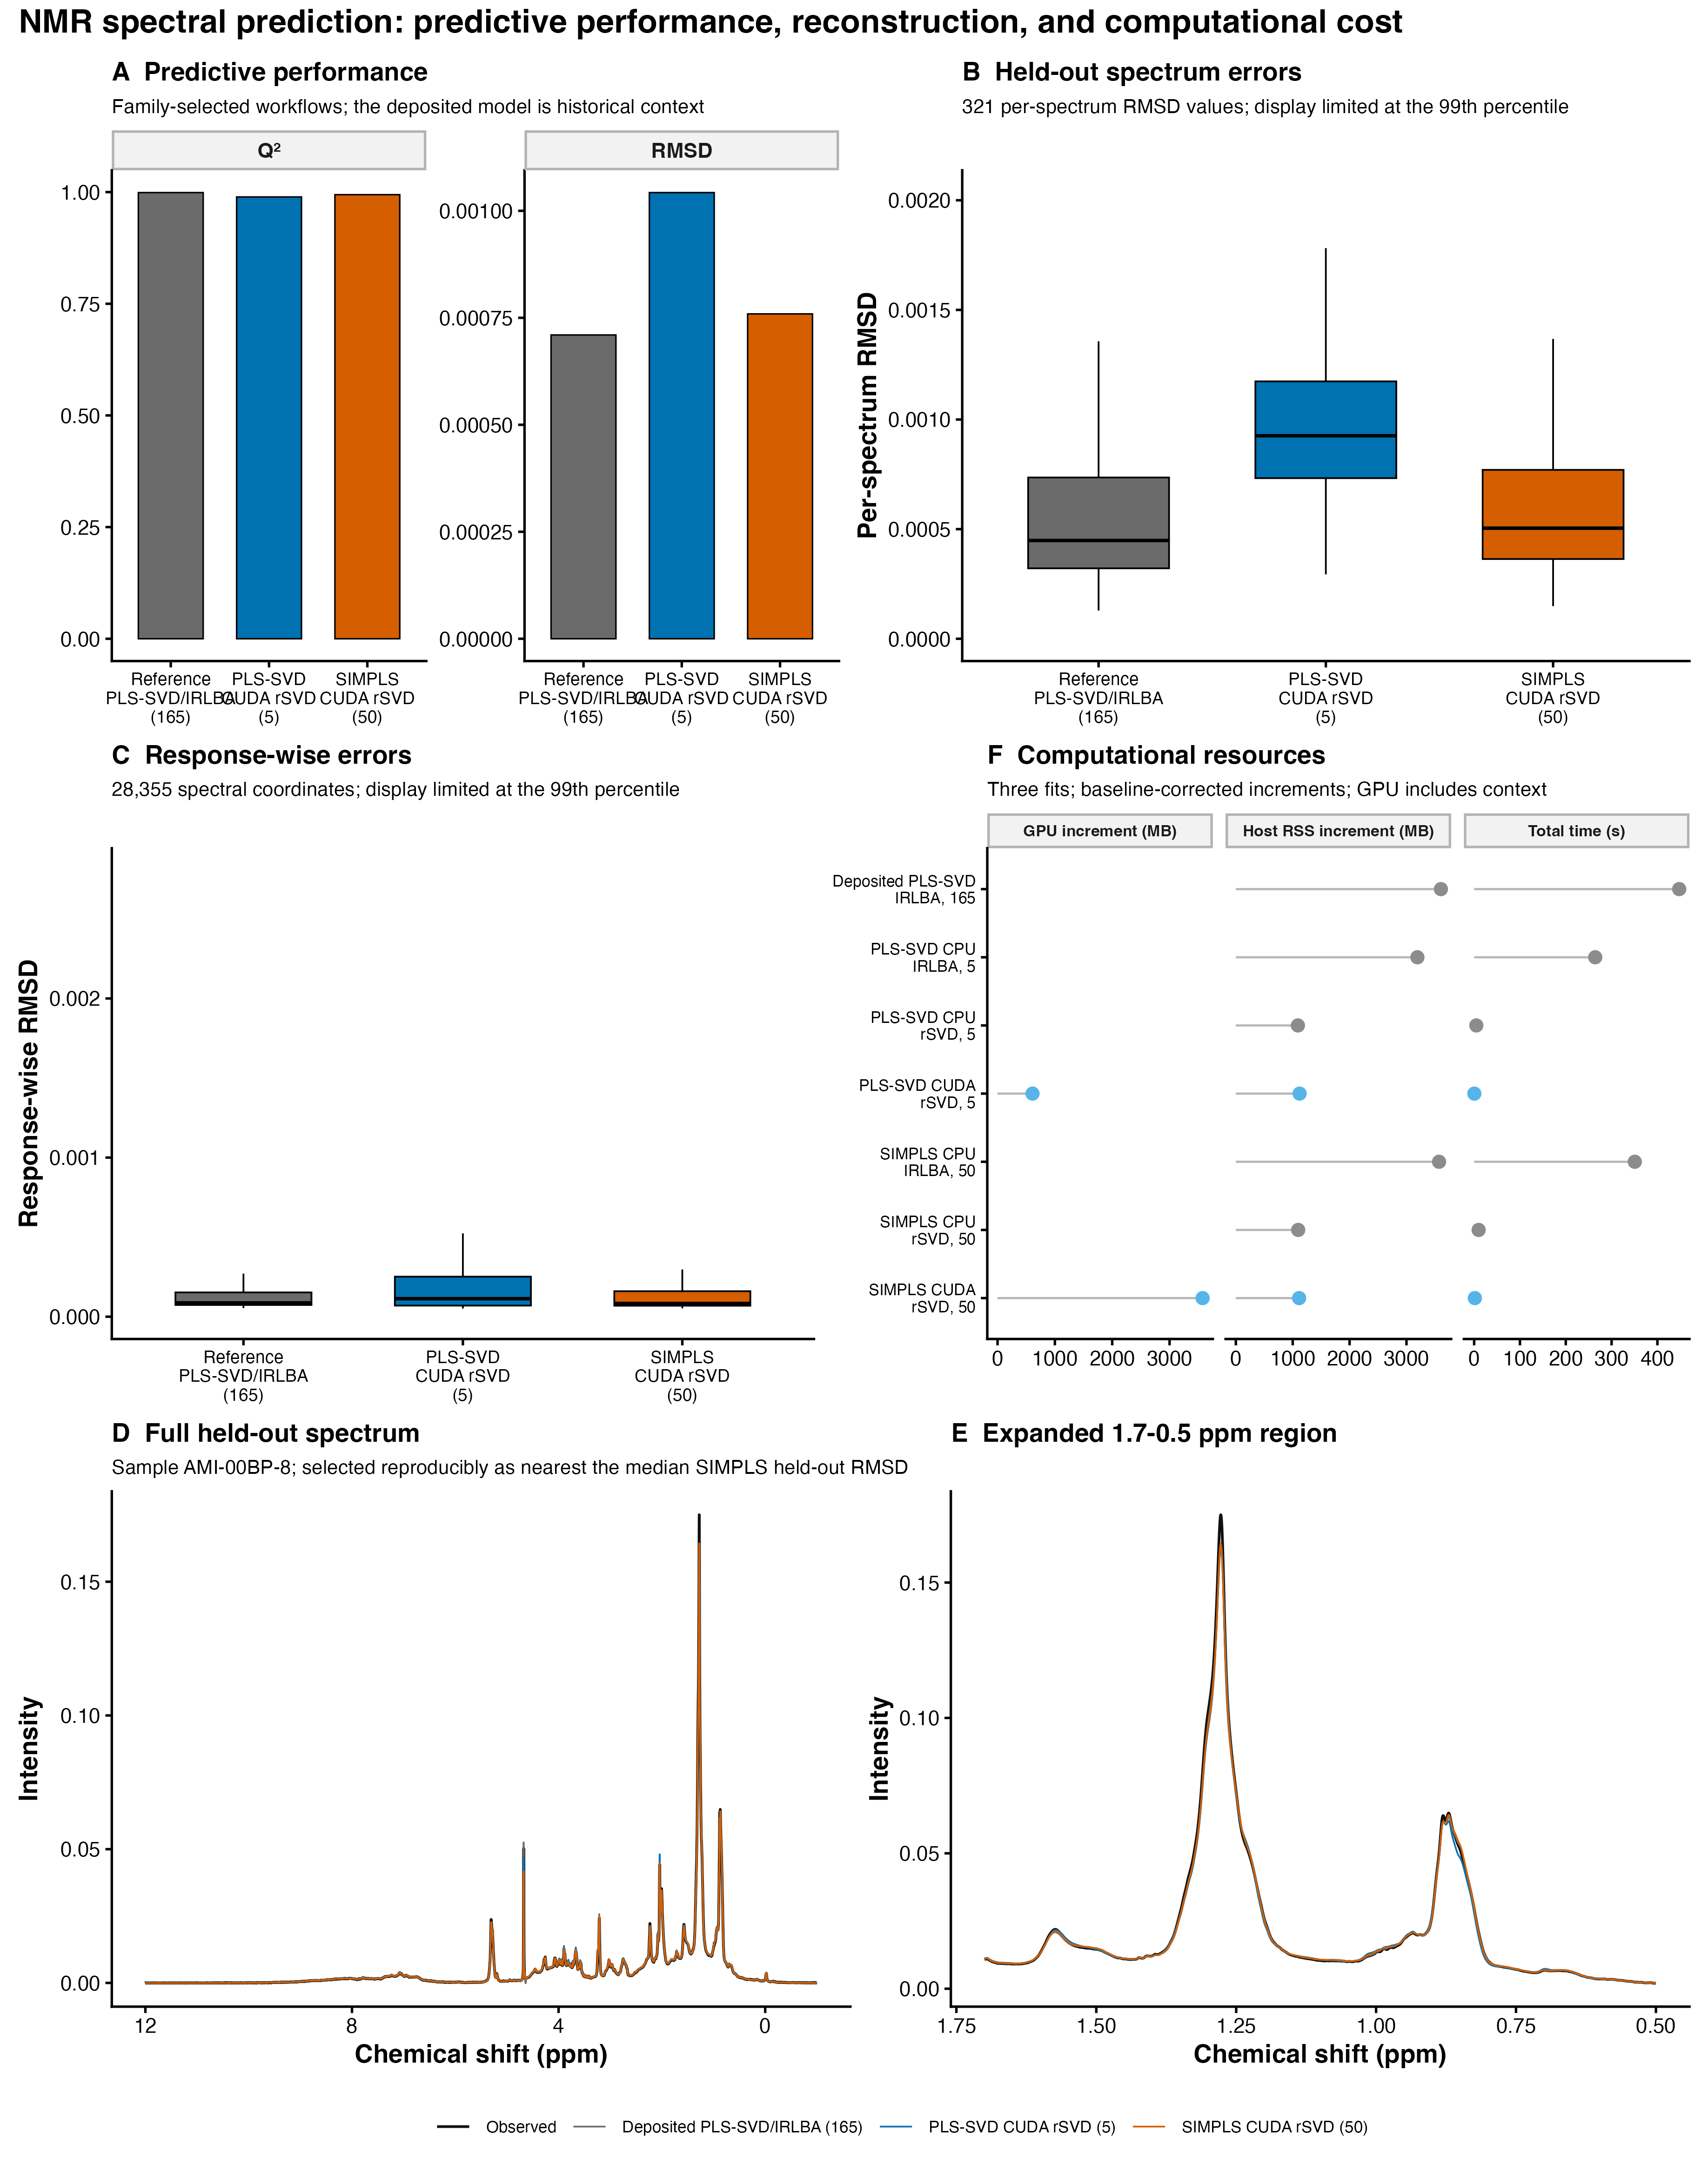 NMR spectral prediction: predictive performance, reconstruction, and computational cost
A Predictive performance
Family-selected workflows; the deposited model is historical context
Q²
RMSD
1.00
0.75
0.50
0.25
0.00
0.00100
0.00075
0.00050
0.00025
0.00000
Reference
PLS-SVD/IRLBA
(165)
PLS-SVD
CUDA rSVD
(5)
SIMPLS
CUDA rSVD
(50)
Reference
PLS-SVD/IRLBA
(165)
PLS-SVD
CUDA rSVD
(5)
SIMPLS
CUDA rSVD
(50)
B Held-out spectrum errors
321 per-spectrum RMSD values; display limited at the 99th percentile
Per-spectrum RMSD
0.0020
0.0015
0.0010
0.0005
0.0000
Reference
PLS-SVD/IRLBA
(165)
PLS-SVD
CUDA rSVD
(5)
SIMPLS
CUDA rSVD
(50)
C Response-wise errors
28,355 spectral coordinates; display limited at the 99th percentile
Response-wise RMSD
0.002
0.001
0.000
Reference
PLS-SVD/IRLBA
(165)
PLS-SVD
CUDA rSVD
(5)
SIMPLS
CUDA rSVD
(50)
F Computational resources
Three fits; baseline-corrected increments; GPU includes context
GPU increment (MB)
Host RSS increment (MB)
Total time (s)
Deposited PLS-SVD
IRLBA, 165
PLS-SVD CPU
IRLBA, 5
PLS-SVD CPU
rSVD, 5
PLS-SVD CUDA
rSVD, 5
SIMPLS CPU
IRLBA, 50
SIMPLS CPU
rSVD, 50
SIMPLS CUDA
rSVD, 50
0 1000 2000 3000
0 1000 2000 3000
0 100 200 300 400
D Full held-out spectrum
Sample AMI-00BP-8; selected reproducibly as nearest the median SIMPLS held-out RMSD
Intensity
0.15
0.10
0.05
0.00
12 8 4 0
Chemical shift (ppm)
E Expanded 1.7-0.5 ppm region
Intensity
0.15
0.10
0.05
0.00
1.75 1.50 1.25 1.00 0.75 0.50
Chemical shift (ppm)
Observed Deposited PLS-SVD/IRLBA (165) PLS-SVD CUDA rSVD (5) SIMPLS CUDA rSVD (50)